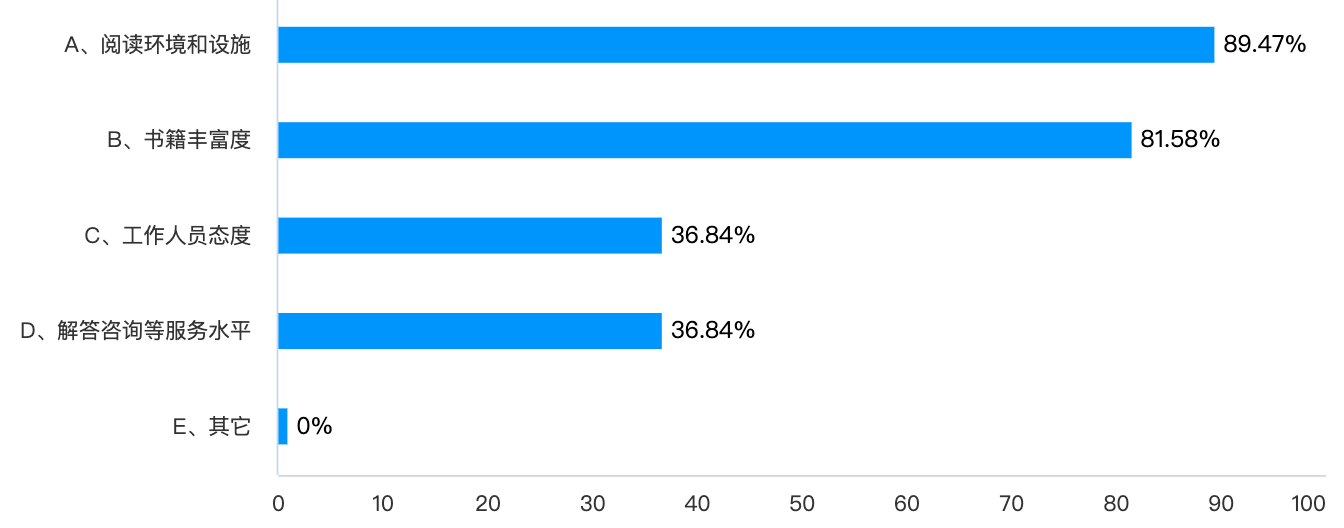 A、阅读环境和设施 89.47%
B、书籍丰富度 81.58%
C、工作人员态度 36.84%
D、解答咨询等服务水平 36.84%
E、其它 0%
0 10 20 30 40 50 60 70 80 90 100